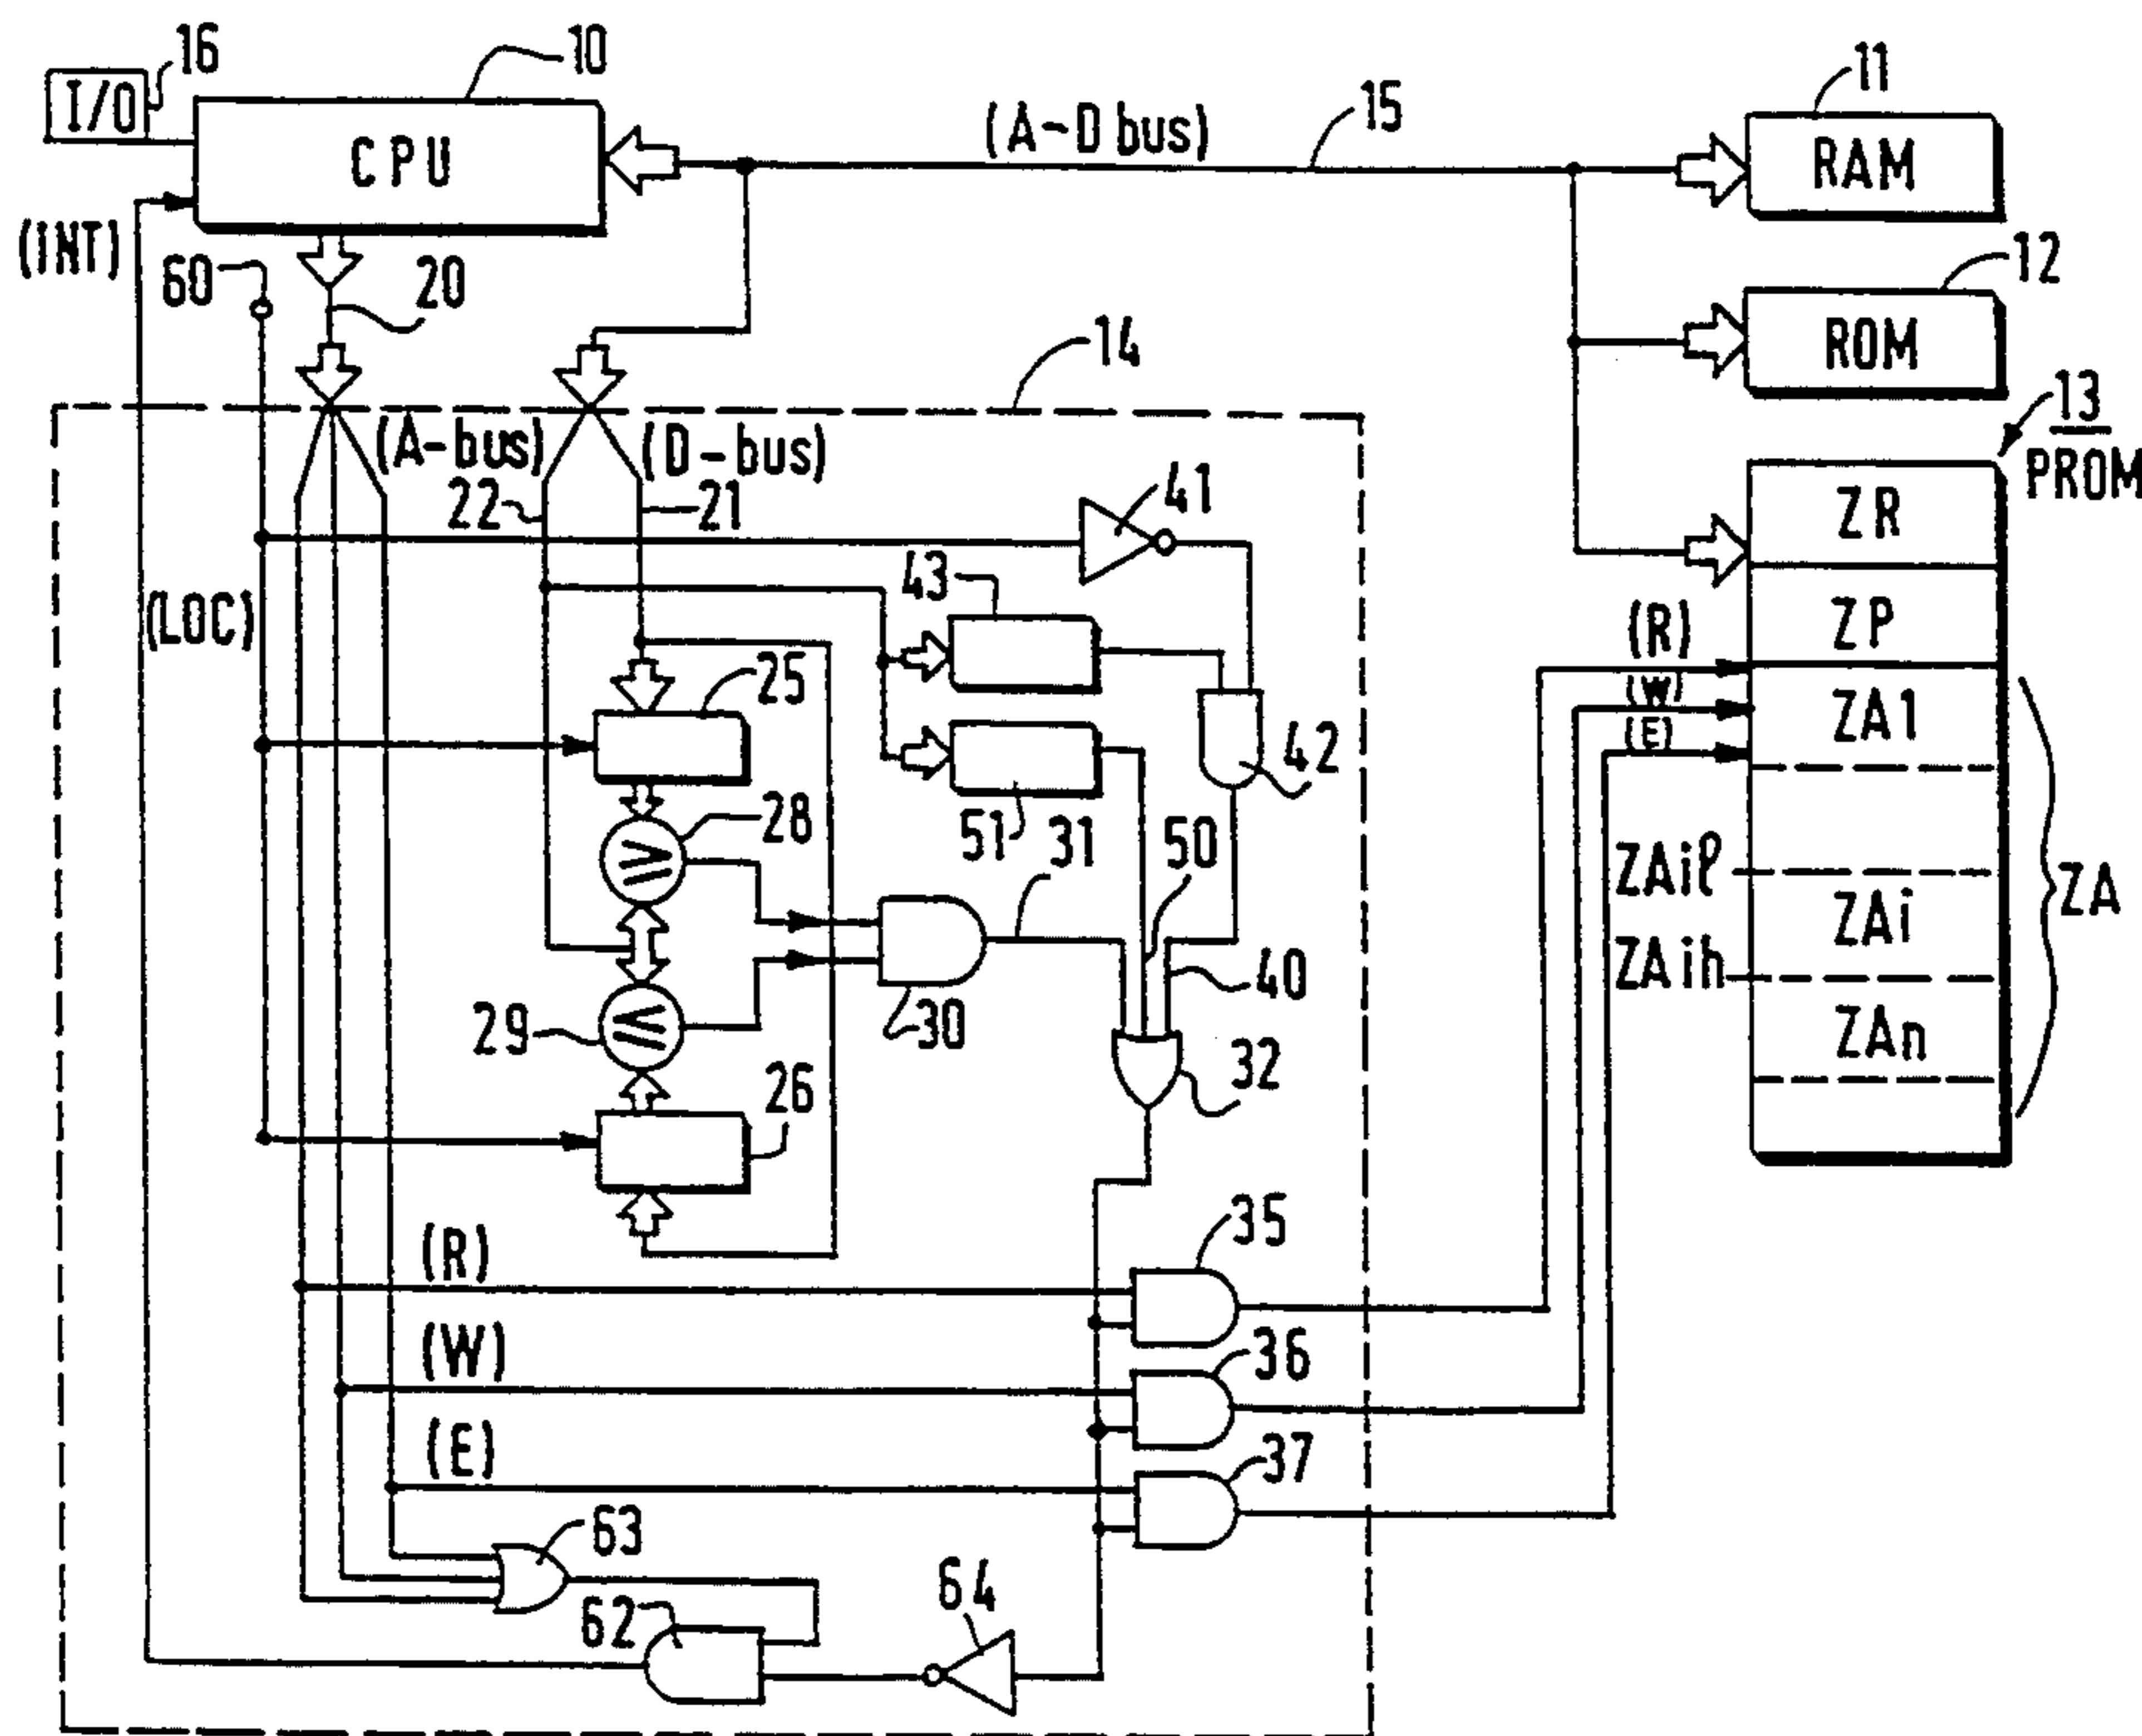 16
10
11
I/O
CPU
(A-D bus)
15
RAM
(INT)
60
20
12
ROM
14
13
PROM
(A-bus)
(D-bus)
22
21
41
ZR
43
(LOC)
ZP
(R)
(W)
(E)
25
ZA1
42
28
51
31
50
ZAiℓ
ZAi
ZA
ZAih
40
30
29
ZAn
32
26
(R)
35
(W)
36
(E)
37
63
64
62